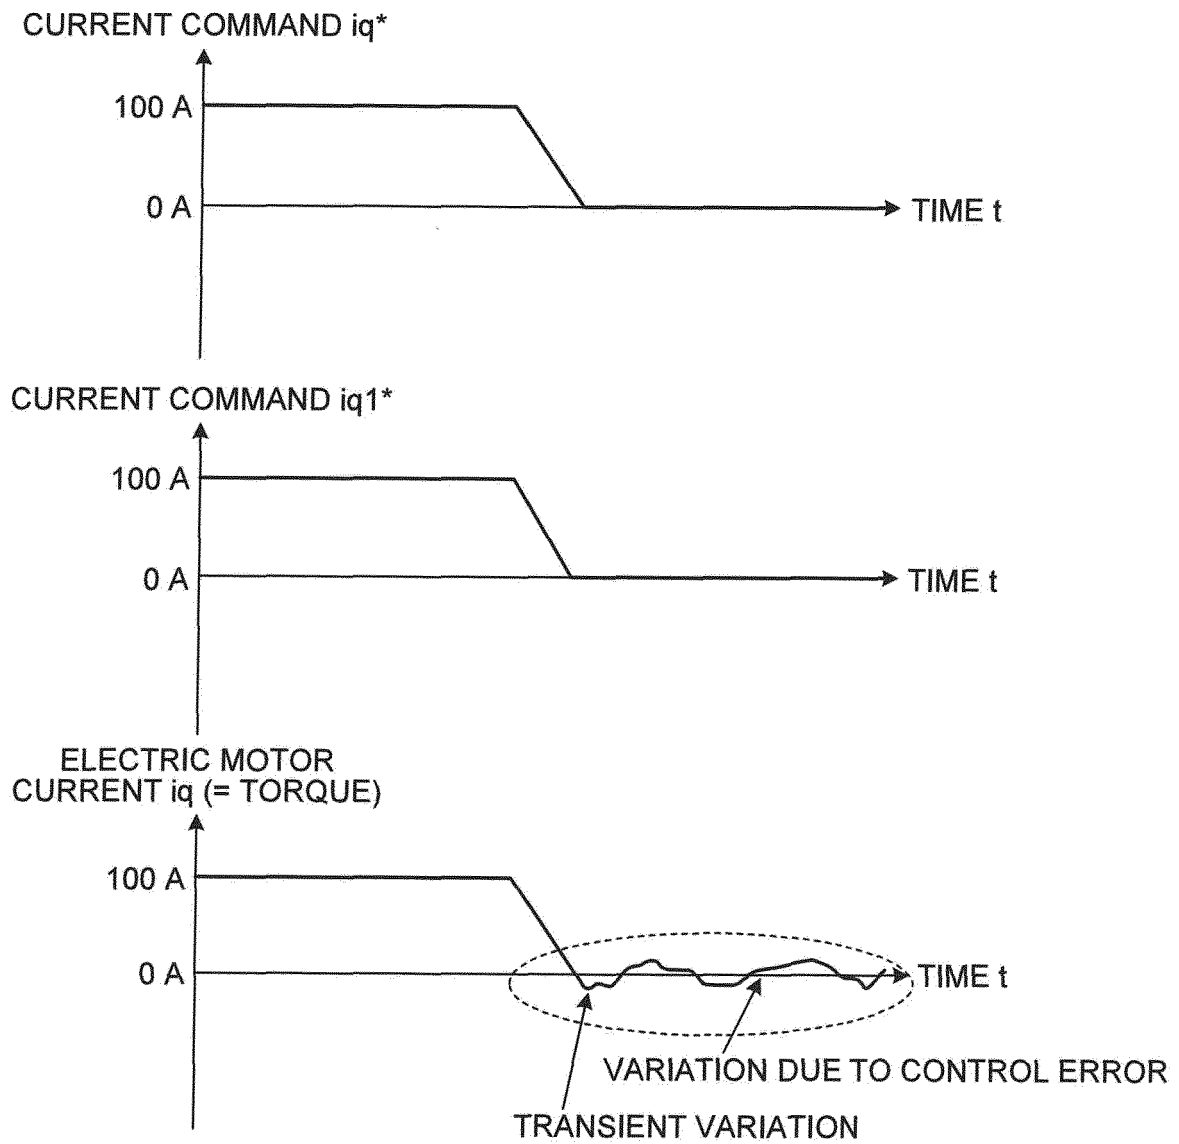 CURRENT COMMAND iq*
100 A
0 A
TIME t
CURRENT COMMAND iq1*
100 A
0 A
TIME t
ELECTRIC MOTOR
CURRENT iq (= TORQUE)
100 A
0 A
TIME t
VARIATION DUE TO CONTROL ERROR
TRANSIENT VARIATION